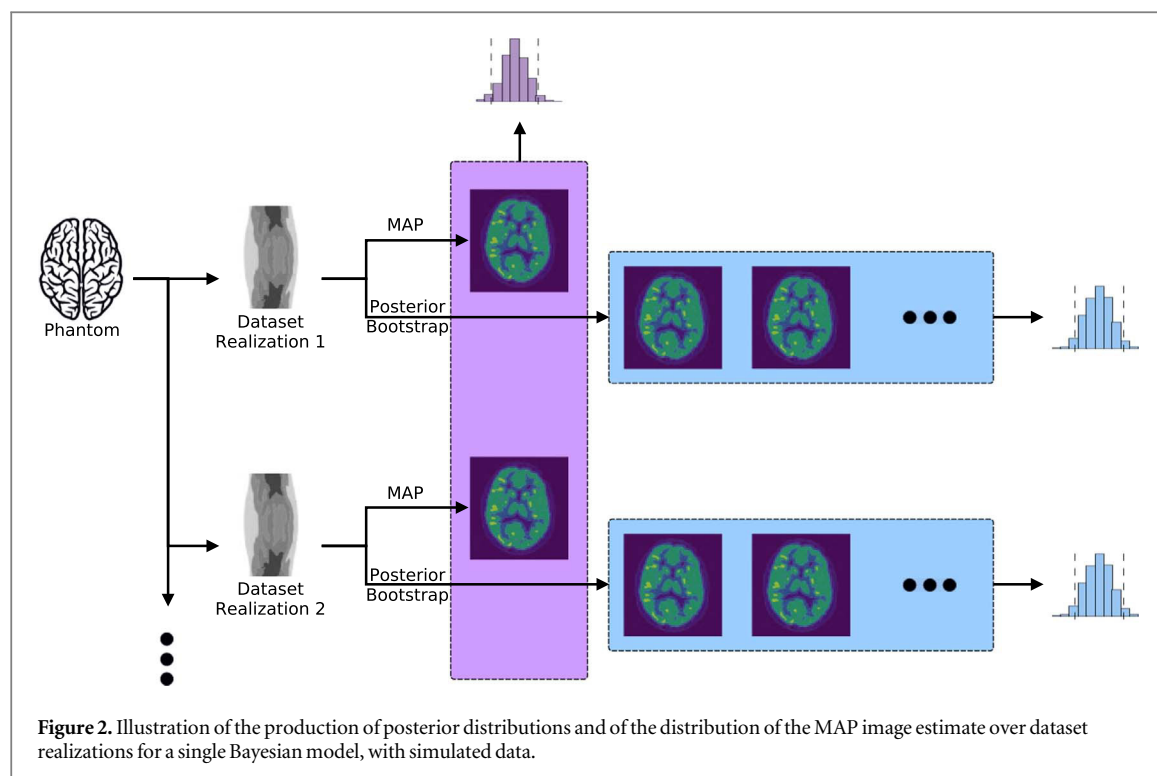 MAP
Posterior
Bootstrap
Phantom
Dataset
Realization 1
MAP
Posterior
Bootstrap
Dataset
Realization 2
Figure 2. Illustration of the production of posterior distributions and of the distribution of the MAP image estimate over dataset
realizations for a single Bayesian model, with simulated data.